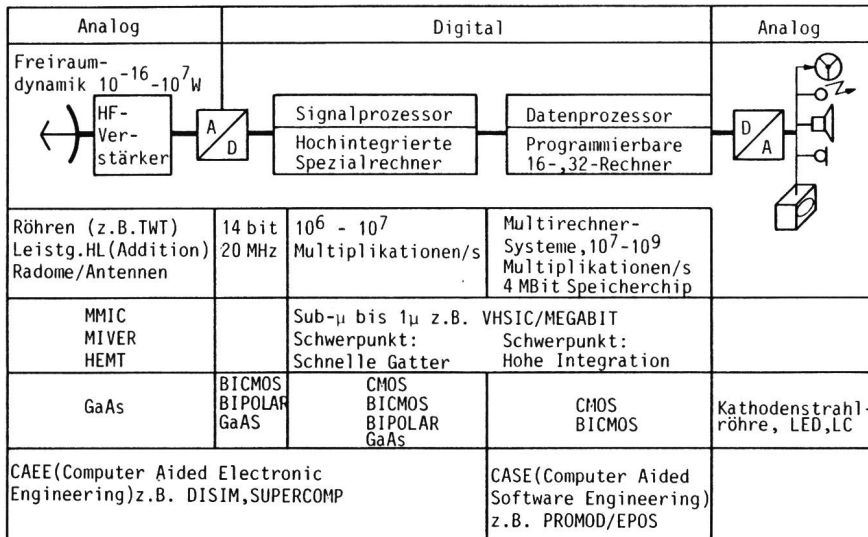 Analog
Digital
Analog
Freiraum-
dynamik 10^-16-10^7W
HF-
Ver-
stärker
A
D
Signalprozessor
Hochintegrierte
Spezialrechner
Datenprozessor
Programmierbare
16-,32-Rechner
D
A
Röhren (z.B.TWT)
Leistg.HL(Addition)
Radome/Antennen
14 bit
20 MHz
10^6 - 10^7
Multiplikationen/s
Multirechner-
Systeme,10^7-10^9
Multiplikationen/s
4 MBit Speicherchip
MMIC
MIVER
HEMT
Sub-µ bis 1µ z.B. VHSIC/MEGABIT
Schwerpunkt:
Schnelle Gatter
Schwerpunkt:
Hohe Integration
GaAs
BICMOS
BIPOLAR
GaAS
CMOS
BICMOS
BIPOLAR
GaAs
CMOS
BICMOS
Kathodenstrahl-
röhre, LED,LC
CAEE(Computer Aided Electronic
Engineering)z.B. DISIM,SUPERCOMP
CASE(Computer Aided
Software Engineering)
z.B. PROMOD/EPOS